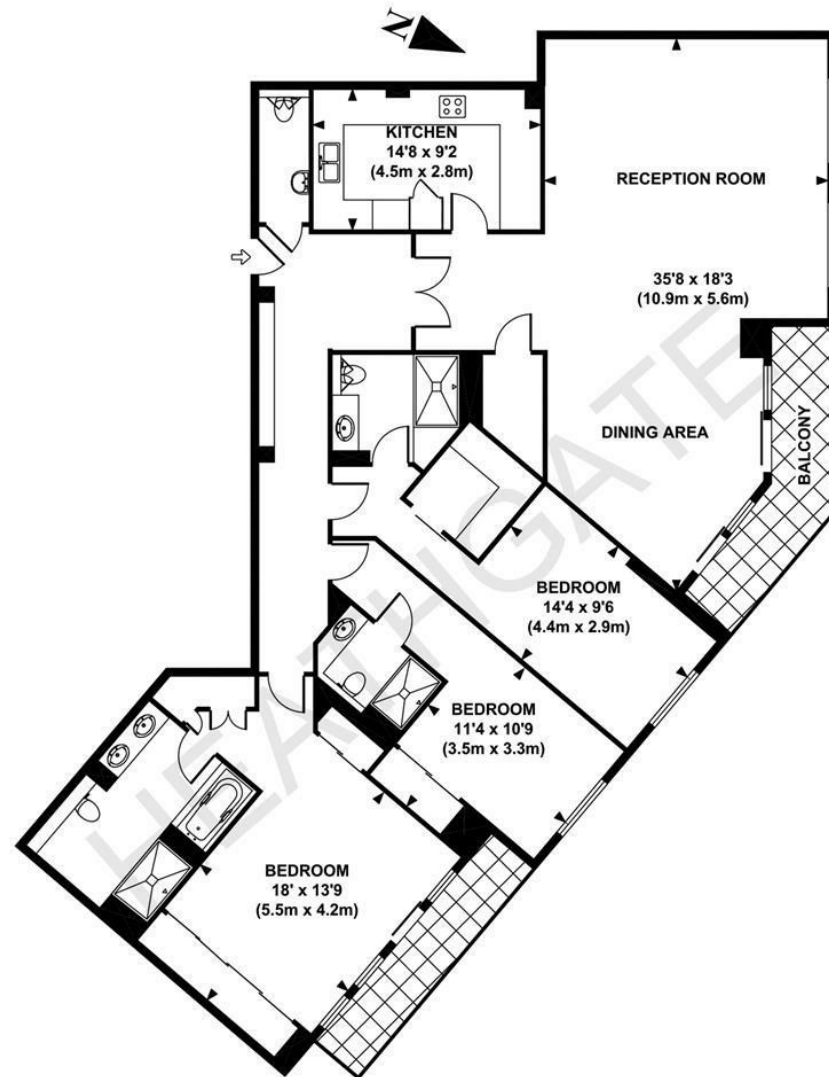 N
KITCHEN
14'8 x 9'2
(4.5m x 2.8m)
RECEPTION ROOM
35'8 x 18'3
(10.9m x 5.6m)
DINING AREA
BALCONY
BEDROOM
14'4 x 9'6
(4.4m x 2.9m)
BEDROOM
11'4 x 10'9
(3.5m x 3.3m)
BEDROOM
18' x 13'9
(5.5m x 4.2m)
HEATHGATE